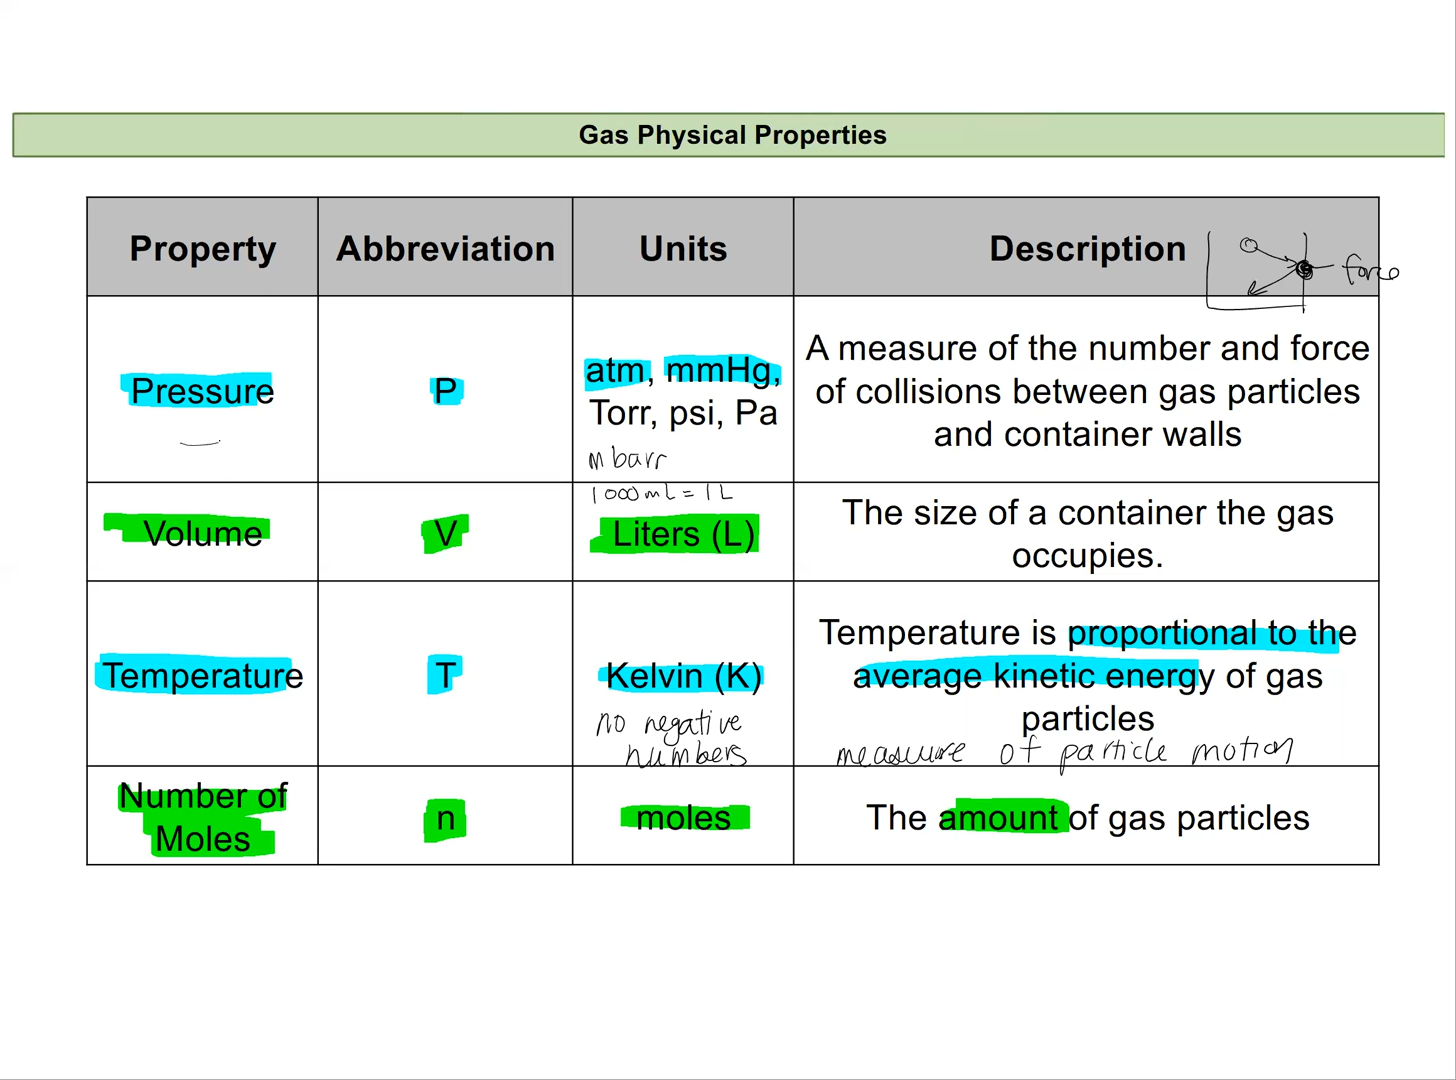 Gas Physical Properties
Property
Abbreviation
Units
Description
force
Pressure
P
atm, mmHg,
Torr, psi, Pa
mbarr
A measure of the number and force
of collisions between gas particles
and container walls
Volume
V
1000ml = 1L
Liters (L)
The size of a container the gas
occupies.
Temperature
T
Kelvin (K)
no negative
numbers
Temperature is proportional to the
average kinetic energy of gas
particles
measure of particle motion
Number of
Moles
n
moles
The amount of gas particles